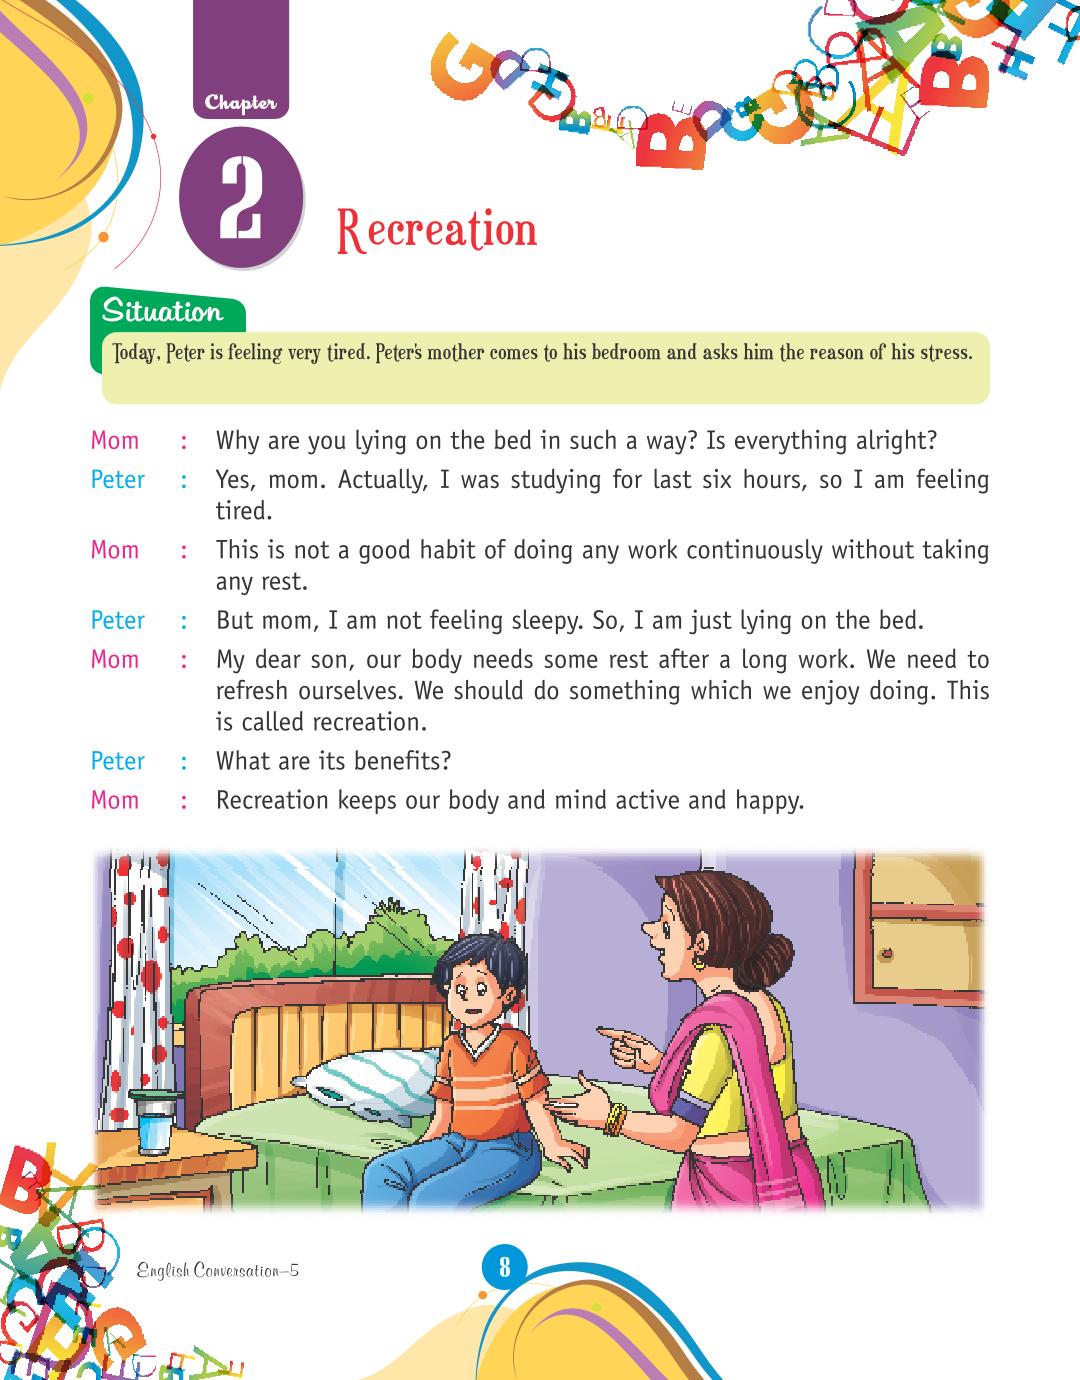 Chapter
2
Recreation
Situation
Today, Peter is feeling very tired. Peter's mother comes to his bedroom and asks him the reason of his stress.
Mom : Why are you lying on the bed in such a way? Is everything alright?
Peter : Yes, mom. Actually, I was studying for last six hours, so I am feeling
tired.
Mom : This is not a good habit of doing any work continuously without taking
any rest.
Peter : But mom, I am not feeling sleepy. So, I am just lying on the bed.
Mom : My dear son, our body needs some rest after a long work. We need to
refresh ourselves. We should do something which we enjoy doing. This
is called recreation.
Peter : What are its benefits?
Mom : Recreation keeps our body and mind active and happy.
English Conversation–5
8